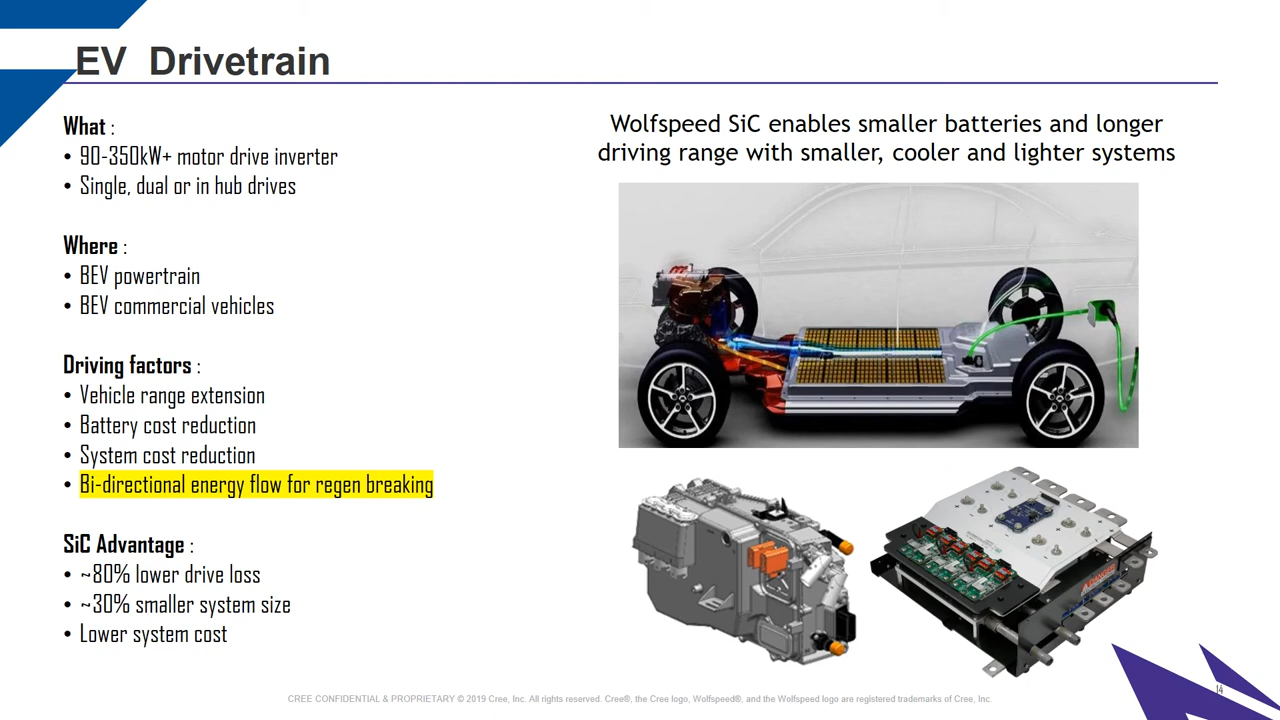 EV Drivetrain
What :
• 90-350kW+ motor drive inverter
• Single, dual or in hub drives
Where :
• BEV powertrain
• BEV commercial vehicles
Driving factors :
• Vehicle range extension
• Battery cost reduction
• System cost reduction
• Bi-directional energy flow for regen breaking
SiC Advantage :
• ~80% lower drive loss
• ~30% smaller system size
• Lower system cost
Wolfspeed SiC enables smaller batteries and longer
driving range with smaller, cooler and lighter systems
CREE CONFIDENTIAL & PROPRIETARY © 2019 Cree, Inc. All rights reserved. Cree®, the Cree logo, Wolfspeed®, and the Wolfspeed logo are registered trademarks of Cree, Inc.
14